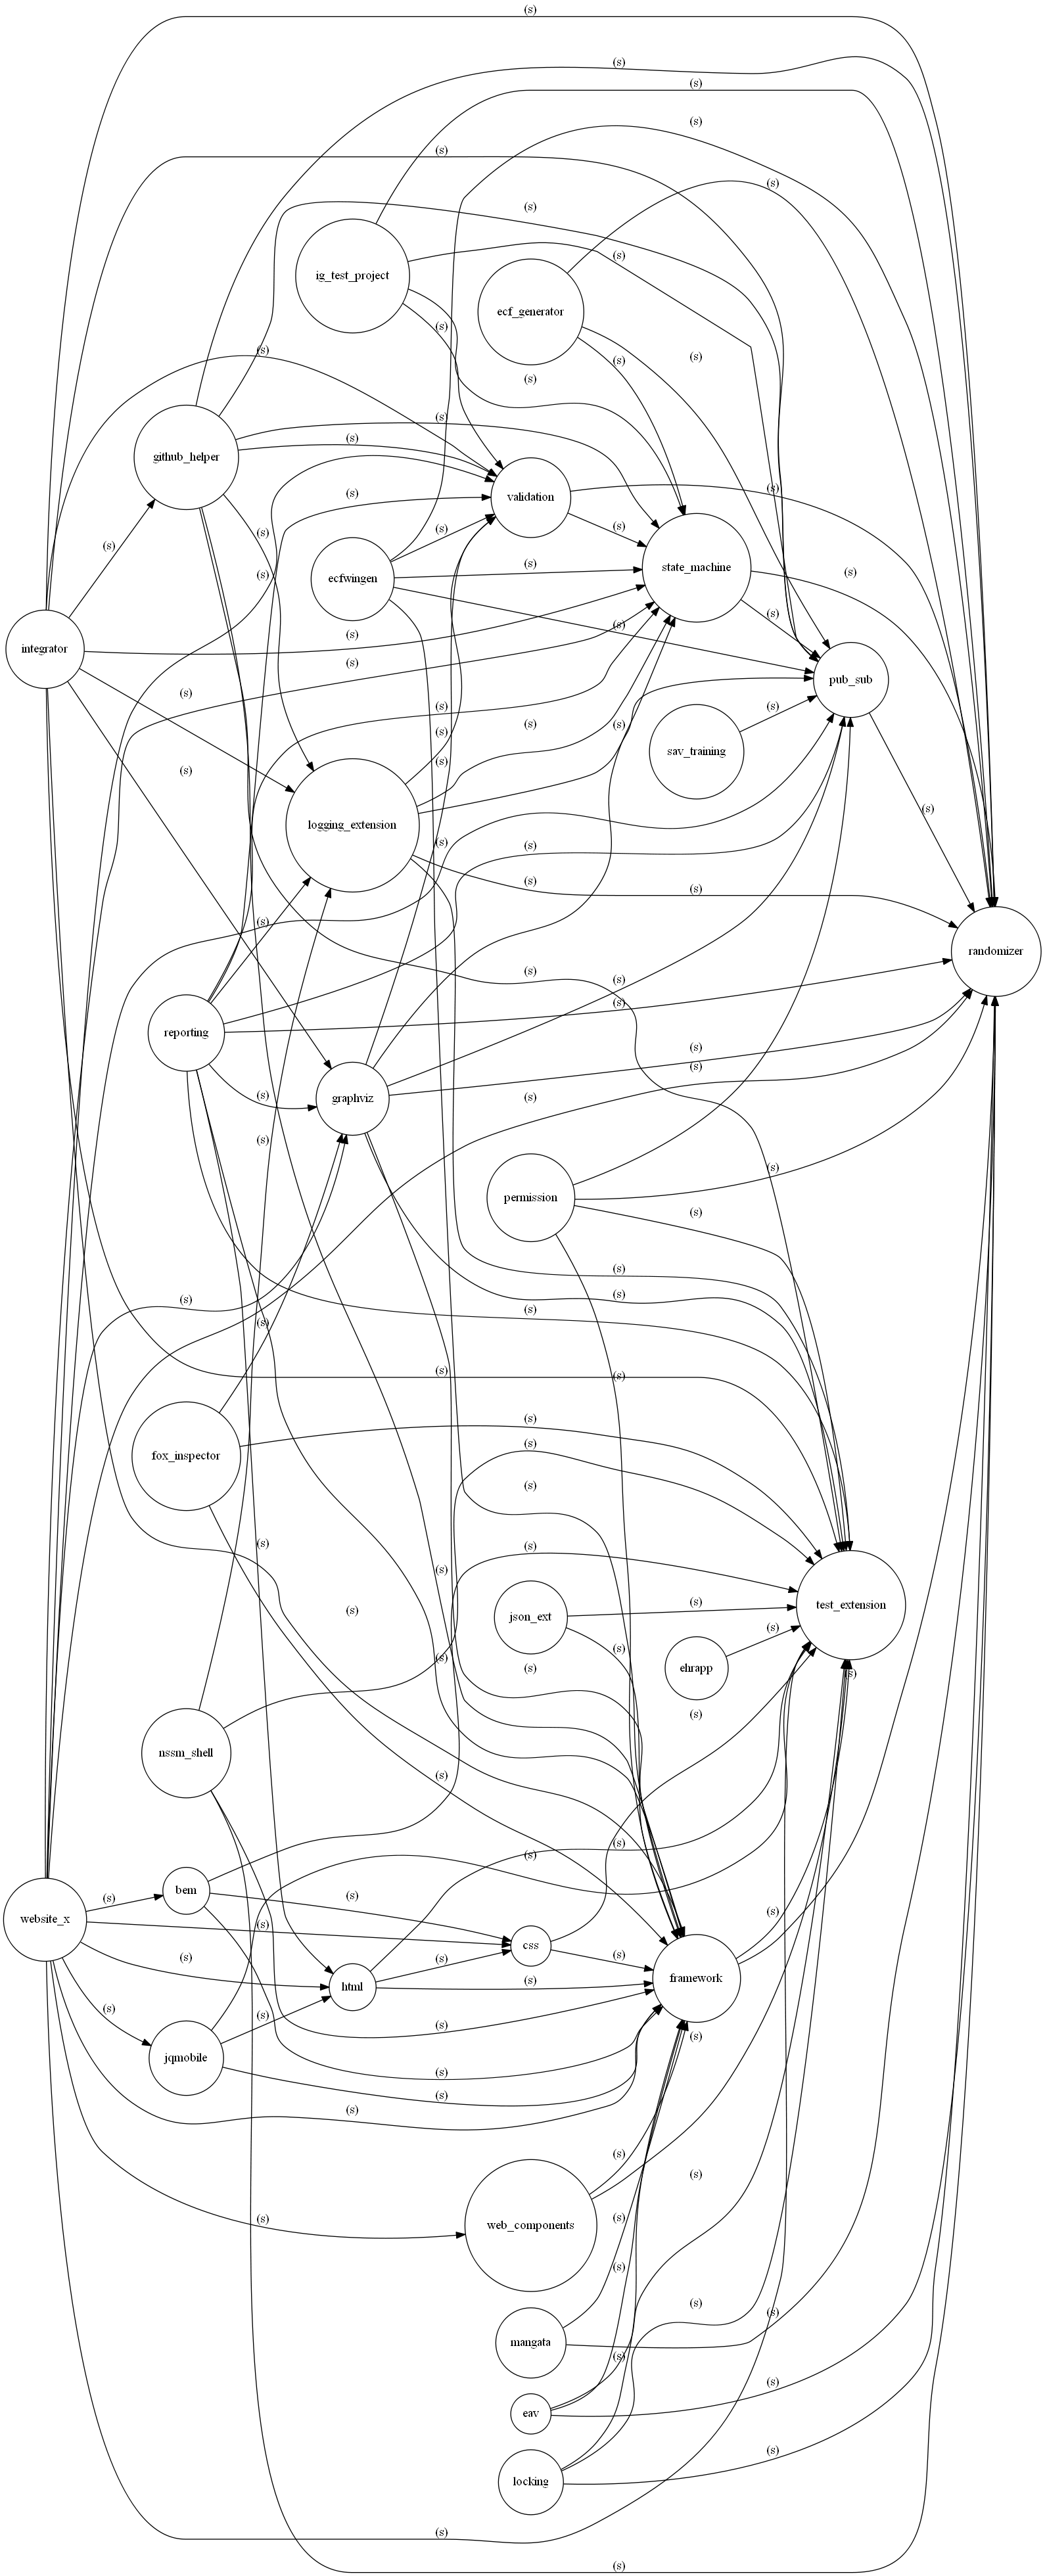 (s)
(s)
(s)
(s)
(s)
(s)
(s)
(s)
ig_test_project
(s)
ecf_generator
(s)
(s)
(s)
(s)
(s)
(s)
(s)
github_helper
(s)
validation
(s)
(s)
(s)
(s)
(s)
(s)
state_machine
(s)
(s)
ecfwingen
(s)
(s)
(s)
(s)
integrator
(s)
pub_sub
(s)
(s)
(s)
(s)
(s)
(s)
sav_training
(s)
(s)
(s)
logging_extension
(s)
(s)
(s)
(s)
(s)
randomizer
(s)
(s)
(s)
reporting
(s)
(s)
(s)
(s)
graphviz
(s)
(s)
permission
(s)
(s)
(s)
(s)
(s)
(s)
(s)
(s)
(s)
(s)
fox_inspector
(s)
(s)
(s)
(s)
(s)
test_extension
json_ext
(s)
(s)
(s)
ehrapp
(s)
(s)
(s)
nssm_shell
(s)
(s)
(s)
bem
(s)
(s)
(s)
website_x
(s)
css
(s)
(s)
(s)
framework
html
(s)
(s)
(s)
(s)
(s)
jqmobile
(s)
(s)
(s)
(s)
(s)
(s)
(s)
web_components
(s)
(s)
(s)
mangata
(s)
(s)
eav
(s)
locking
(s)
(s)